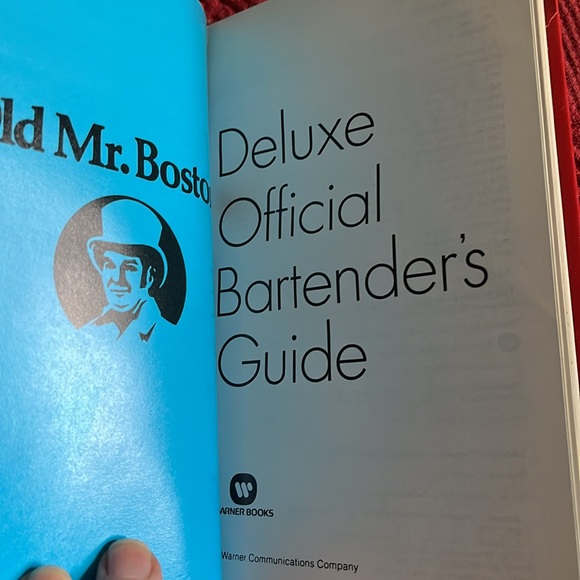 ld Mr. Bosto
Deluxe
Official
Bartender's
Guide
ARNER BOOKS
Warner Communications Company